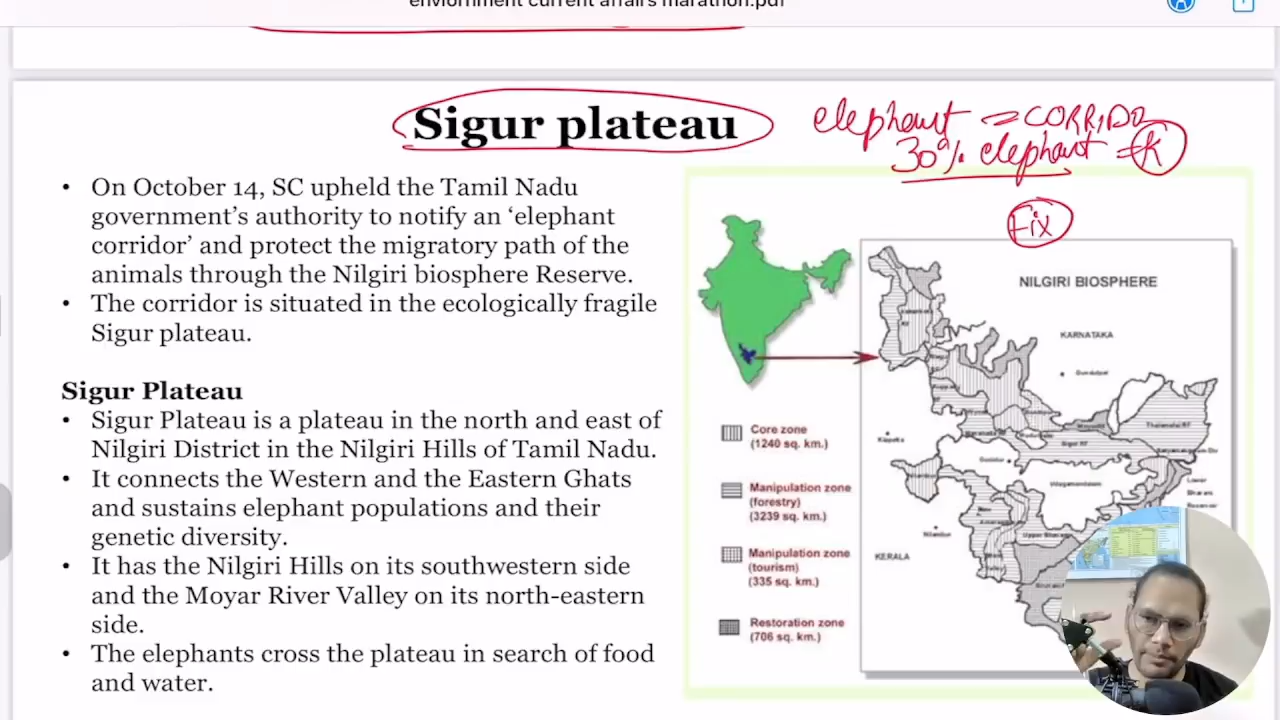 enviornment current affairs marathon.pdf
Sigur plateau
elephant = CORRIDO
30% elephant = K
Fix
• On October 14, SC upheld the Tamil Nadu
government's authority to notify an 'elephant
corridor' and protect the migratory path of the
animals through the Nilgiri biosphere Reserve.
• The corridor is situated in the ecologically fragile
Sigur plateau.
Sigur Plateau
• Sigur Plateau is a plateau in the north and east of
Nilgiri District in the Nilgiri Hills of Tamil Nadu.
• It connects the Western and the Eastern Ghats
and sustains elephant populations and their
genetic diversity.
• It has the Nilgiri Hills on its southwestern side
and the Moyar River Valley on its north-eastern
side.
• The elephants cross the plateau in search of food
and water.
NILGIRI BIOSPHERE
KARNATAKA
KERALA
Core zone
(1240 sq. km.)
Manipulation zone
(forestry)
(3239 sq. km.)
Manipulation zone
(tourism)
(335 sq. km.)
Restoration zone
(706 sq. km.)